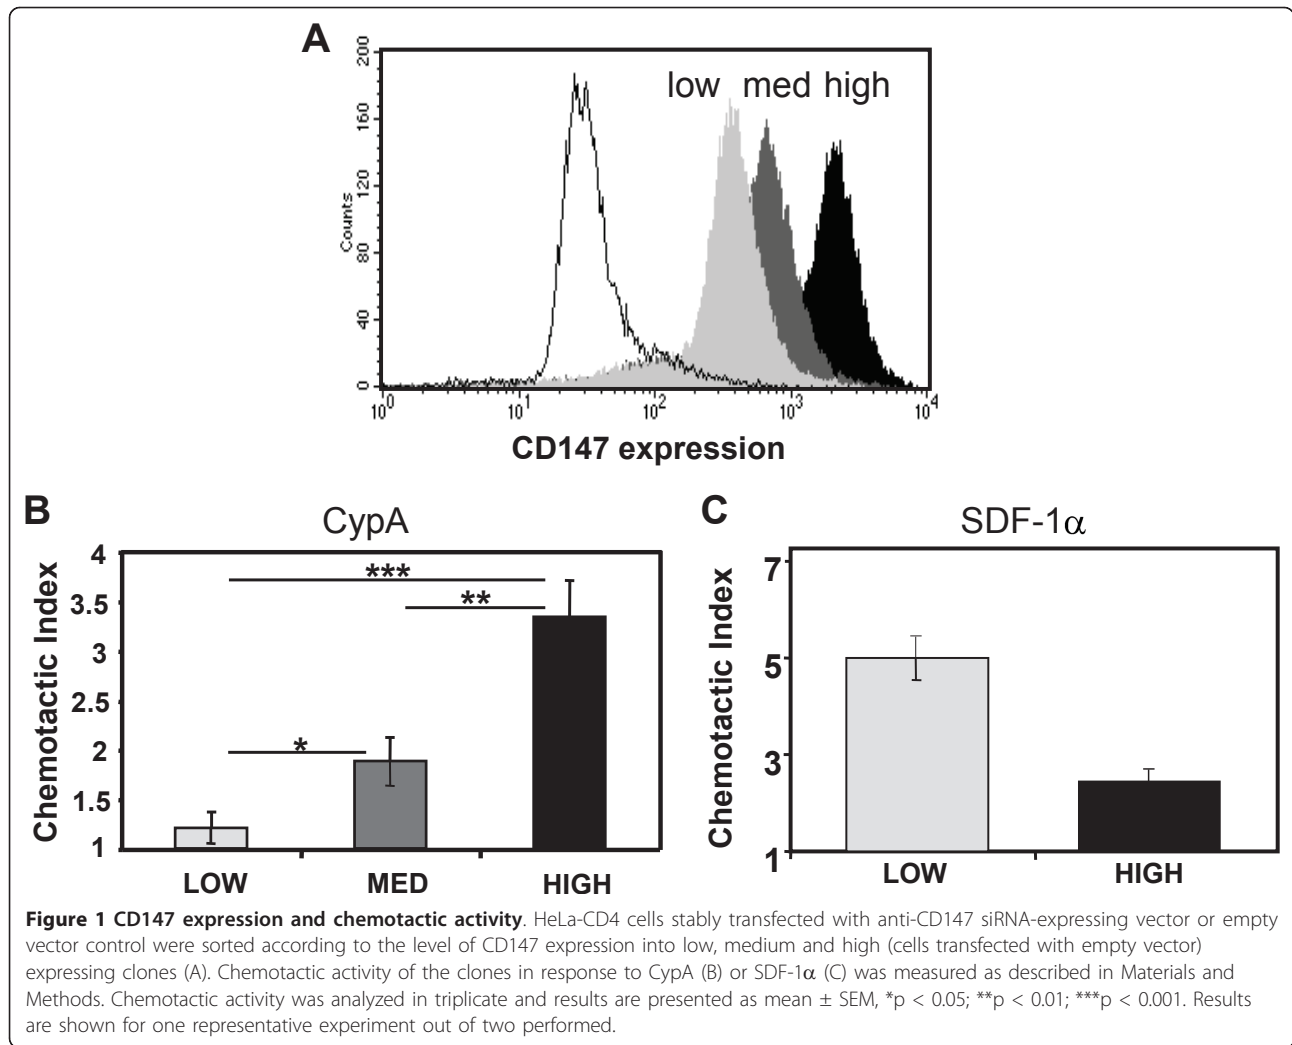 A
low med high
200
160
120
80
40
0
Counts
10^0 10^1 10^2 10^3 10^4
CD147 expression
B
CypA
Chemotactic Index
4
3.5
3
2.5
2
1.5
1
***
**
*
LOW MED HIGH
C
SDF-1α
Chemotactic Index
7
5
3
1
LOW HIGH
Figure 1 CD147 expression and chemotactic activity. HeLa-CD4 cells stably transfected with anti-CD147 siRNA-expressing vector or empty
vector control were sorted according to the level of CD147 expression into low, medium and high (cells transfected with empty vector)
expressing clones (A). Chemotactic activity of the clones in response to CypA (B) or SDF-1α (C) was measured as described in Materials and
Methods. Chemotactic activity was analyzed in triplicate and results are presented as mean ± SEM, *p < 0.05; **p < 0.01; ***p < 0.001. Results
are shown for one representative experiment out of two performed.